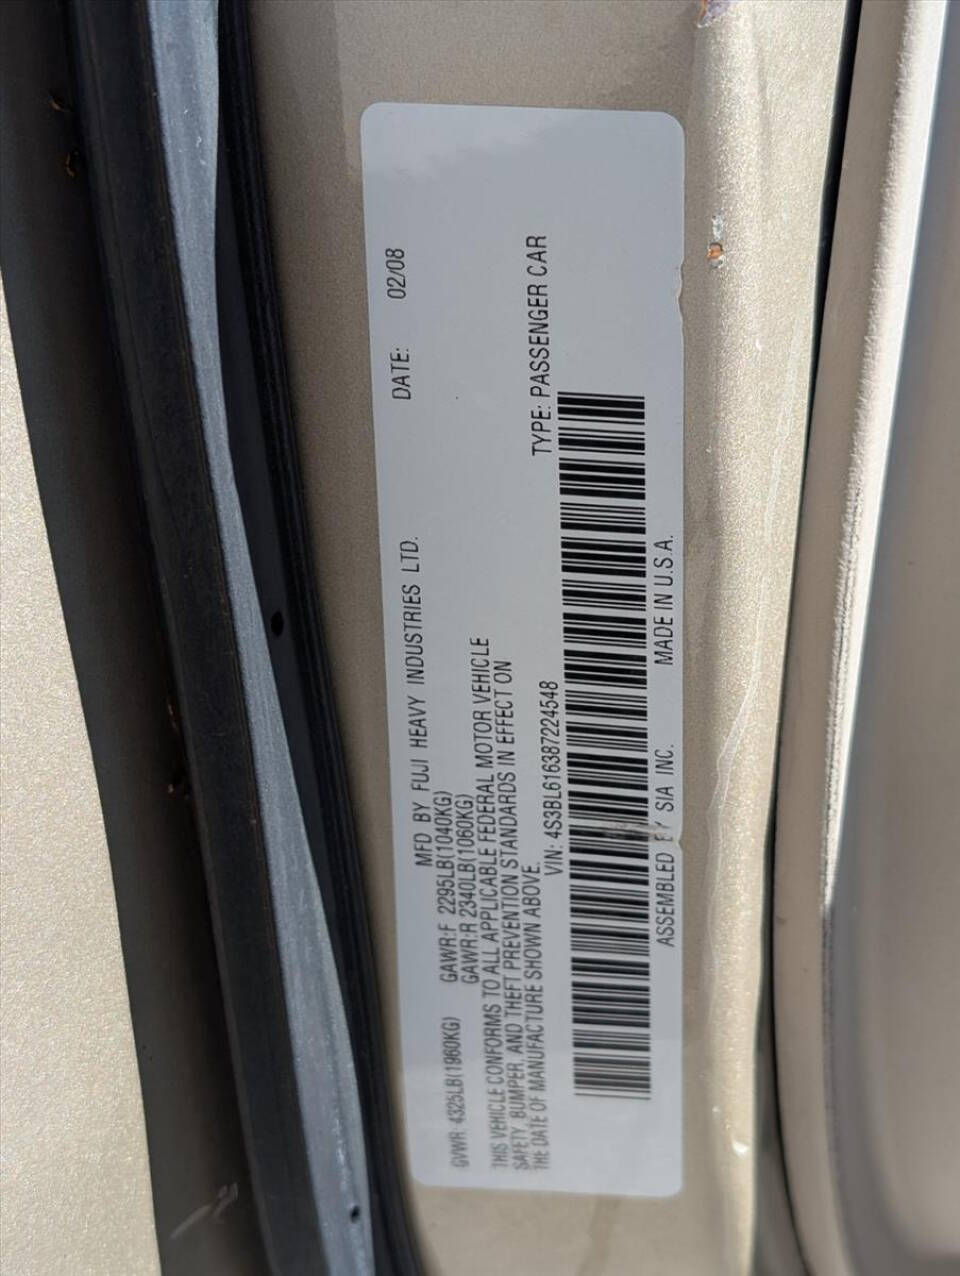 MFD BY FUJI HEAVY INDUSTRIES LTD. DATE: 02/08
GVWR: 4325LB(1960KG) GAWR:F 2295LB(1040KG)
GAWR:R 2340LB(1060KG)
THIS VEHICLE CONFORMS TO ALL APPLICABLE FEDERAL MOTOR VEHICLE
SAFETY, BUMPER, AND THEFT PREVENTION STANDARDS IN EFFECT ON
THE DATE OF MANUFACTURE SHOWN ABOVE.
VIN: 4S3BL616387224548 TYPE: PASSENGER CAR
ASSEMBLED BY SIA INC. MADE IN U.S.A.